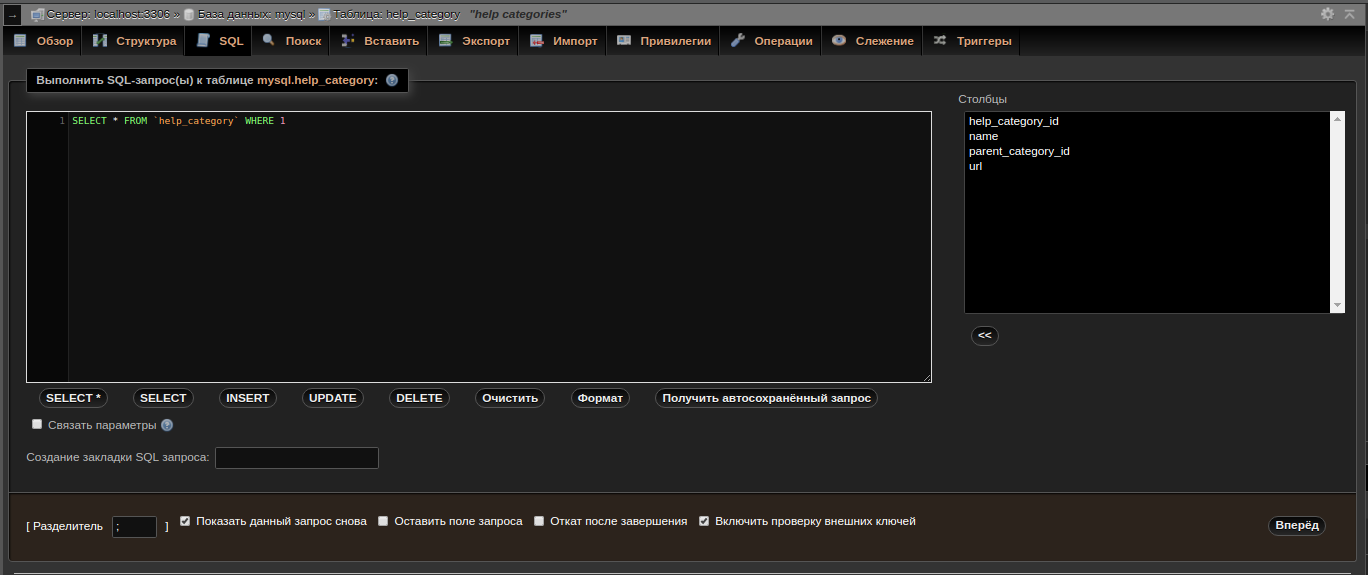 → Сервер: localhost:3306 » База данных: mysql » Таблица: help_category "help categories"
Обзор Структура SQL Поиск Вставить Экспорт Импорт Привилегии Операции Слежение Триггеры
Выполнить SQL-запрос(ы) к таблице mysql.help_category:
Столбцы
1 SELECT * FROM `help_category` WHERE 1
help_category_id
name
parent_category_id
url
<<
SELECT * SELECT INSERT UPDATE DELETE Очистить Формат Получить автосохранённый запрос
Связать параметры
Создание закладки SQL запроса:
[ Разделитель ; ] Показать данный запрос снова Оставить поле запроса Откат после завершения Включить проверку внешних ключей Вперёд